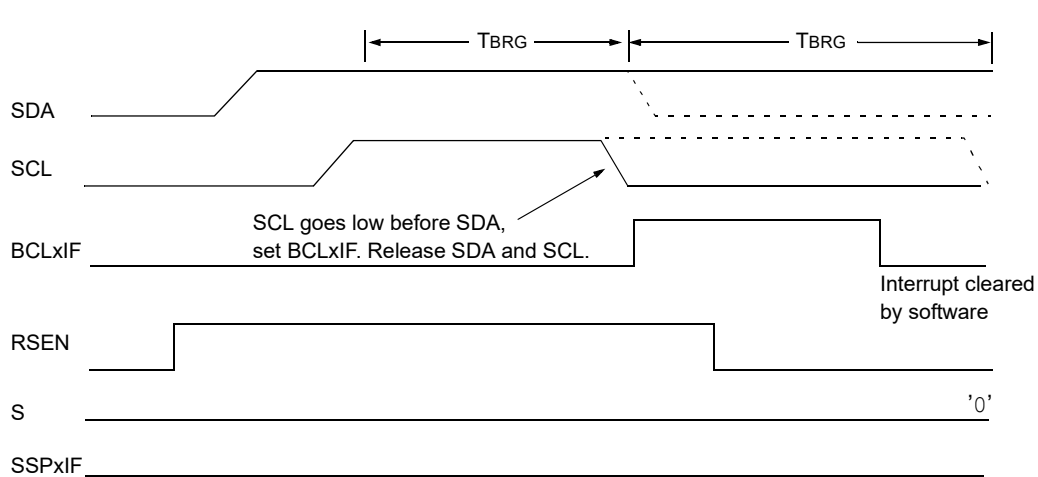 TBRG TBRG
SDA
SCL
SCL goes low before SDA,
set BCLxIF. Release SDA and SCL.
BCLxIF
Interrupt cleared
by software
RSEN
S
'0'
SSPxIF